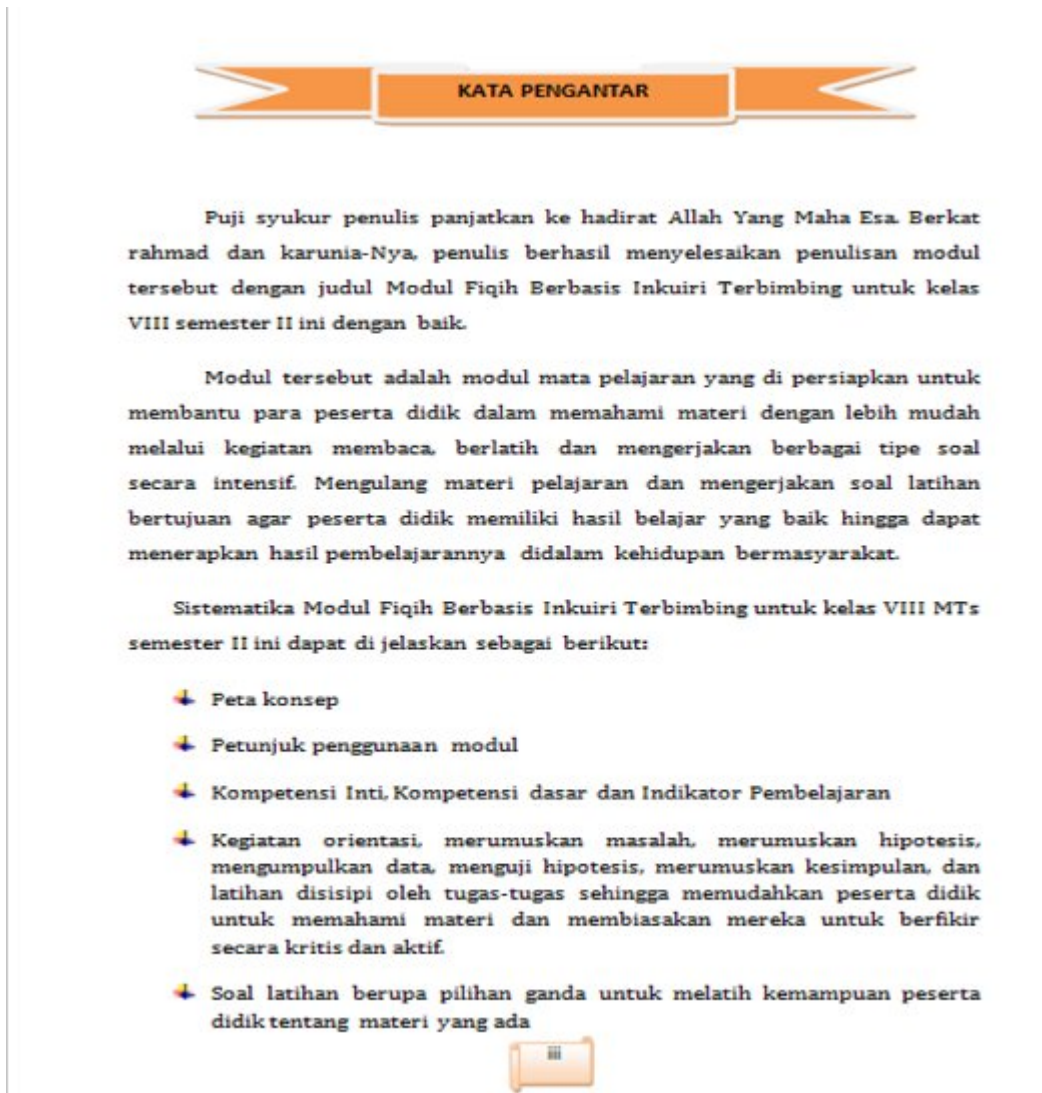 KATA PENGANTAR
Puji syukur penulis panjatkan ke hadirat Allah Yang Maha Esa. Berkat
rahmad dan karunia-Nya, penulis berhasil menyelesaikan penulisan modul
tersebut dengan judul Modul Fiqih Berbasis Inkuiri Terbimbing untuk kelas
VIII semester II ini dengan baik.
Modul tersebut adalah modul mata pelajaran yang di persiapkan untuk
membantu para peserta didik dalam memahami materi dengan lebih mudah
melalui kegiatan membaca, berlatih dan mengerjakan berbagai tipe soal
secara intensif. Mengulang materi pelajaran dan mengerjakan soal latihan
bertujuan agar peserta didik memiliki hasil belajar yang baik hingga dapat
menerapkan hasil pembelajarannya didalam kehidupan bermasyarakat.
Sistematika Modul Fiqih Berbasis Inkuiri Terbimbing untuk kelas VIII MTs
semester II ini dapat di jelaskan sebagai berikut:
Peta konsep
Petunjuk penggunaan modul
Kompetensi Inti, Kompetensi dasar dan Indikator Pembelajaran
Kegiatan orientasi, merumuskan masalah, merumuskan hipotesis,
mengumpulkan data, menguji hipotesis, merumuskan kesimpulan, dan
latihan disisipi oleh tugas-tugas sehingga memudahkan peserta didik
untuk memahami materi dan membiasakan mereka untuk berfikir
secara kritis dan aktif.
Soal latihan berupa pilihan ganda untuk melatih kemampuan peserta
didik tentang materi yang ada
iii